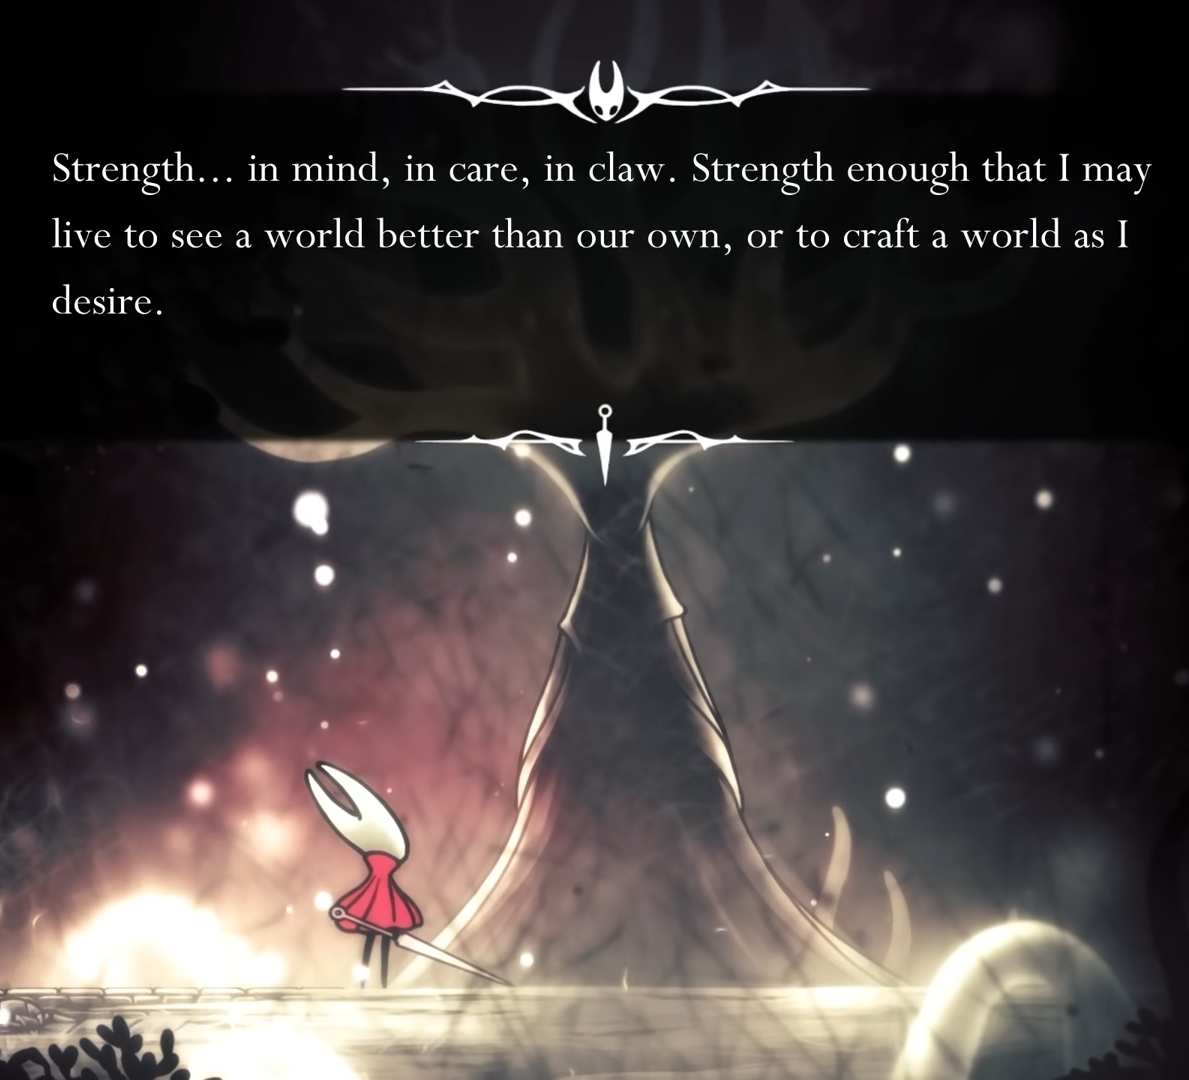 Strength... in mind, in care, in claw. Strength enough that I may
live to see a world better than our own, or to craft a world as I
desire.